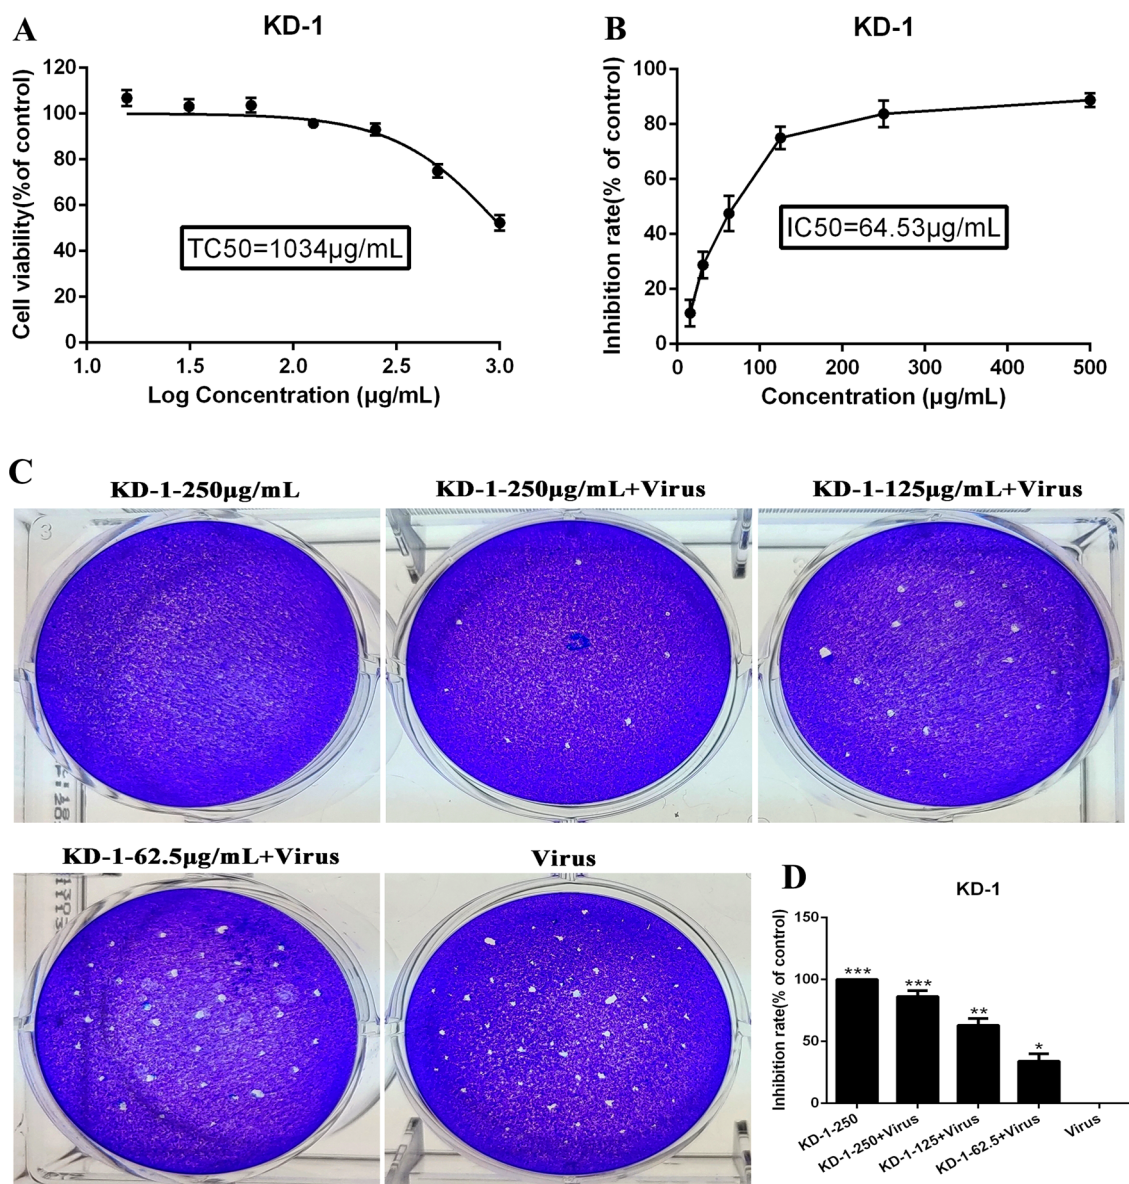 A
KD-1
Cell viability(%of control)
120
100
80
60
40
20
0
TC50=1034μg/mL
1.0
1.5
2.0
2.5
3.0
Log Concentration (μg/mL)
B
KD-1
Inhibition rate(% of control)
100
80
60
40
20
0
IC50=64.53μg/mL
0
100
200
300
400
500
Concentration (μg/mL)
C
KD-1-250μg/mL
KD-1-250μg/mL+Virus
KD-1-125μg/mL+Virus
3
KD-1-62.5μg/mL+Virus
Virus
D
KD-1
Inhibition rate(% of control)
150
100
50
0
***
***
**
*
KD-1-250
KD-1-250+Virus
KD-1-125+Virus
KD-1-62.5+Virus
Virus